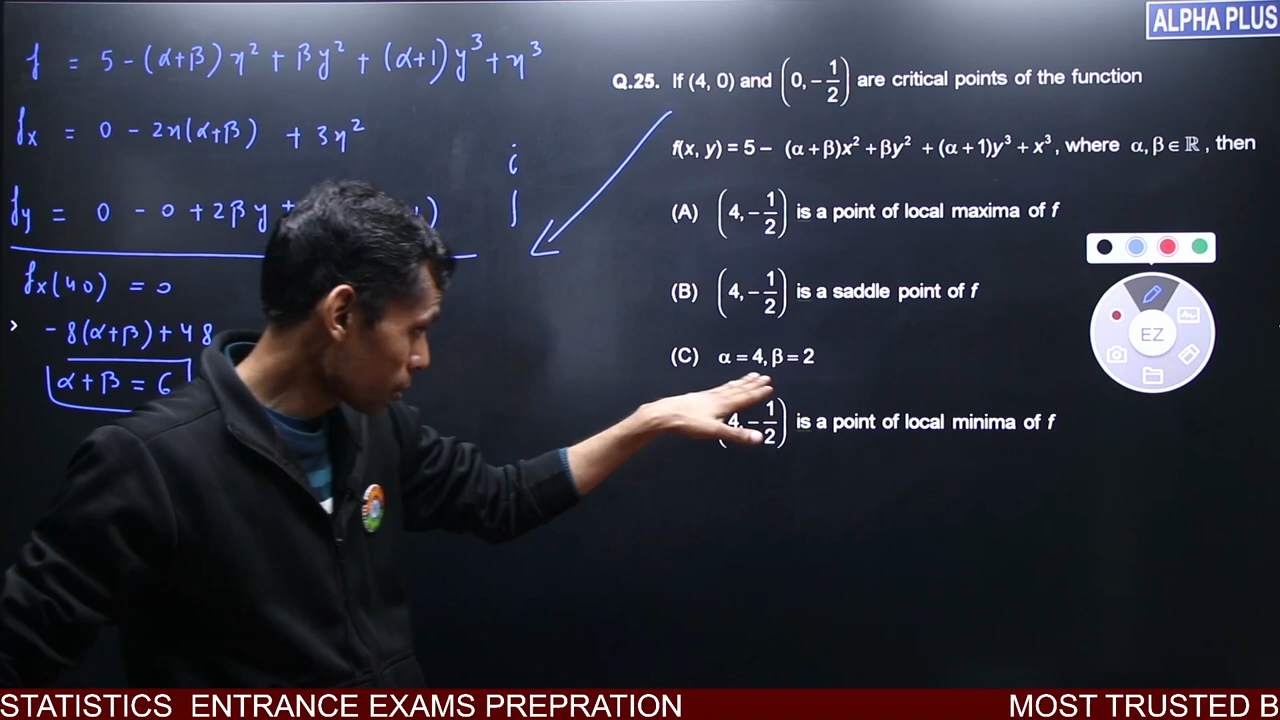 ALPHA PLUS
f = 5 - (α+β) x² + βy² + (α+1) y³ + x³
fx = 0 - 2x(α+β) + 3x²
fy = 0 - 0 + 2βy +
fx(40) = 0
- 8(α+β) + 48
α+β = 6
Q.25. If (4, 0) and (0, -1/2) are critical points of the function
f(x, y) = 5 - (α + β)x² + βy² + (α + 1)y³ + x³, where α, β ∈ ℝ, then
(A) (4, -1/2) is a point of local maxima of f
(B) (4, -1/2) is a saddle point of f
(C) α = 4, β = 2
(4, -1/2) is a point of local minima of f
EZ
STATISTICS ENTRANCE EXAMS PREPRATION MOST TRUSTED B